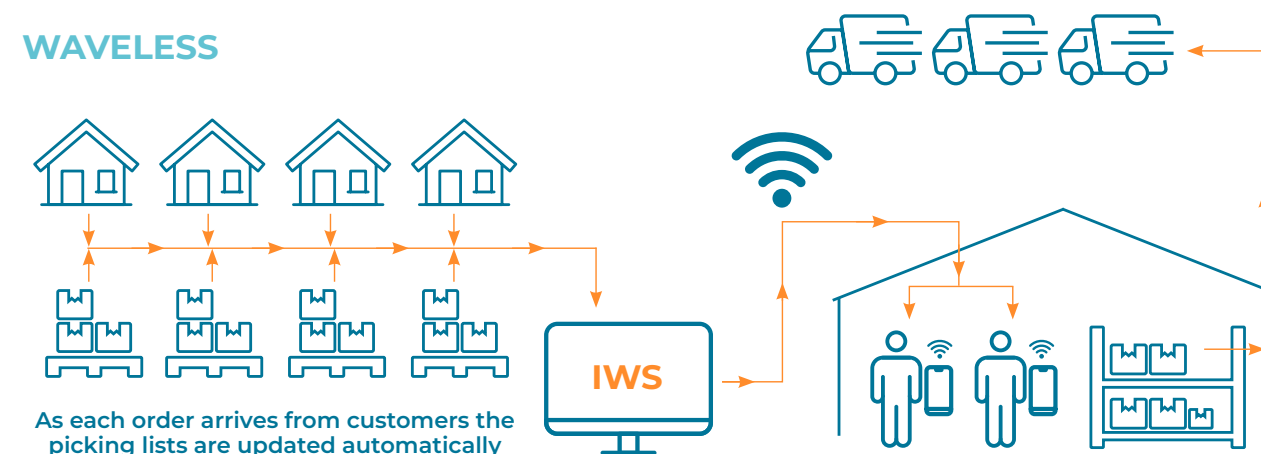 WAVELESS
IWS
As each order arrives from customers the
picking lists are updated automatically